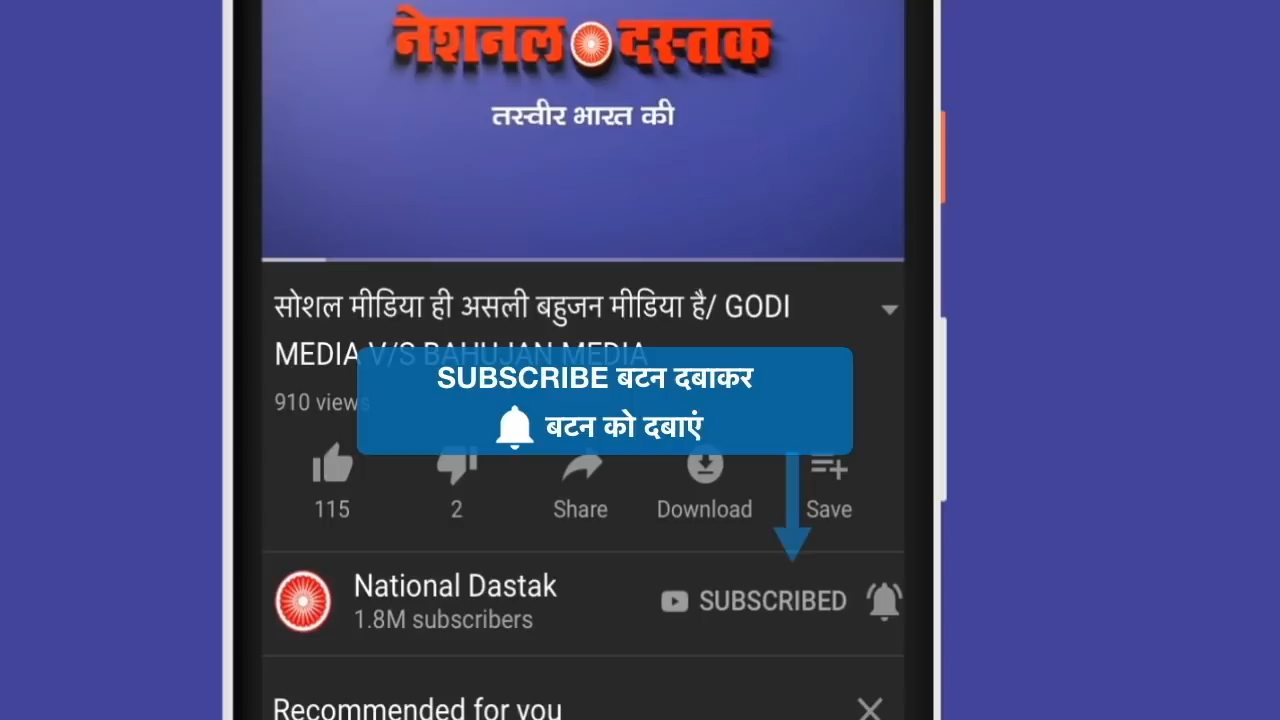 नेशनल दस्तक
तस्वीर भारत की
सोशल मीडिया ही असली बहुजन मीडिया है/ GODI
MEDIA V/S BAHUJAN MEDIA
910 views
SUBSCRIBE बटन दबाकर
बटन को दबाएं
115
2
Share
Download
Save
National Dastak
1.8M subscribers
SUBSCRIBED
Recommended for you